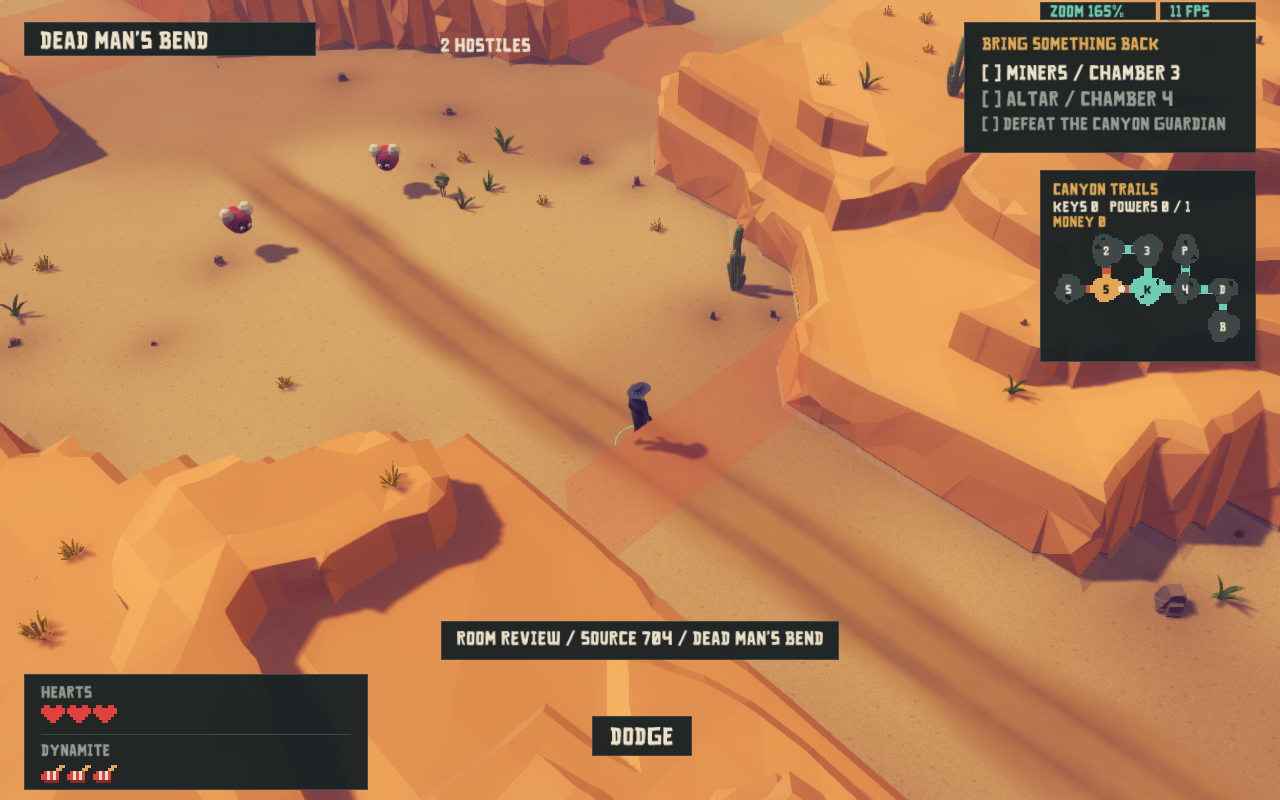 ZOOM 165% 11 FPS
DEAD MAN'S BEND
2 HOSTILES
BRING SOMETHING BACK
[ ] MINERS / CHAMBER 3
[ ] ALTAR / CHAMBER 4
[ ] DEFEAT THE CANYON GUARDIAN
CANYON TRAILS
KEYS 0 POWERS 0 / 1
MONEY 0
2 3 P
S S K 4 D
B
ROOM REVIEW / SOURCE 704 / DEAD MAN'S BEND
HEARTS
DODGE
DYNAMITE